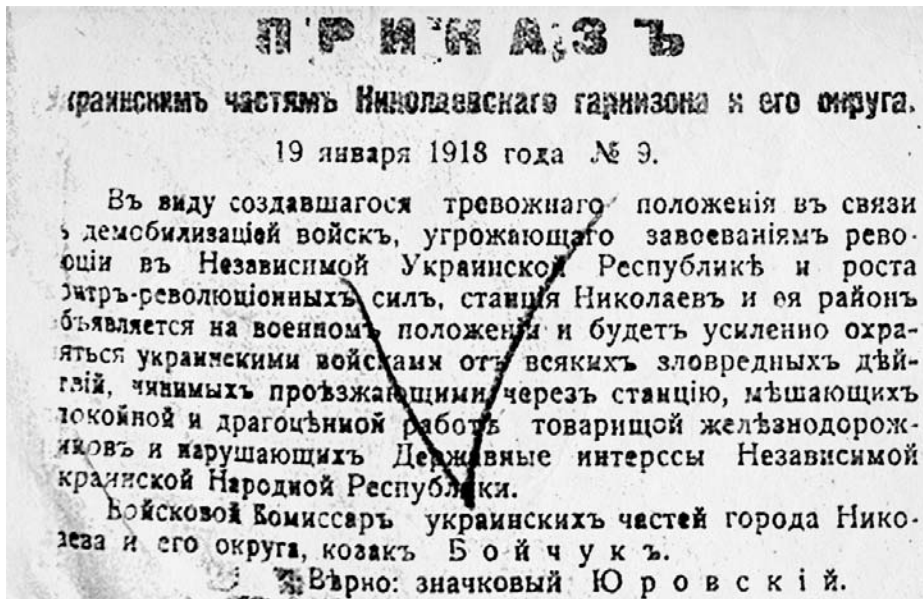 ПРИКАЗЪ
Украинскимъ частямъ Николаевскаго гарнизона и его округа.
19 января 1918 года № 9.
Въ виду создавшагося тревожнаго положенія въ связи
ъ демобилизаціей войскъ, угрожающаго завоеваніямъ рево-
юціи въ Независимой Украинской Республикѣ и роста
онтръ-революціонныхъ силъ, станція Николаевъ и ея районъ
бъявляется на военномъ положеніи и будетъ усиленно охра-
яться украинскими войсками отъ всякихъ зловредныхъ дѣй-
твій, чинимыхъ проѣзжающими черезъ станцію, мѣшающихъ
покойной и драгоцѣнной работѣ товарищой желѣзнодорож-
иковъ и нарушающихъ Державные интерссы Независимой
краинской Народной Республики.
Войсковой Комиссаръ украинскихъ частей города Нико-
лаева и его округа, козакъ Бойчукъ.
Вѣрно: значковый Юровскій.